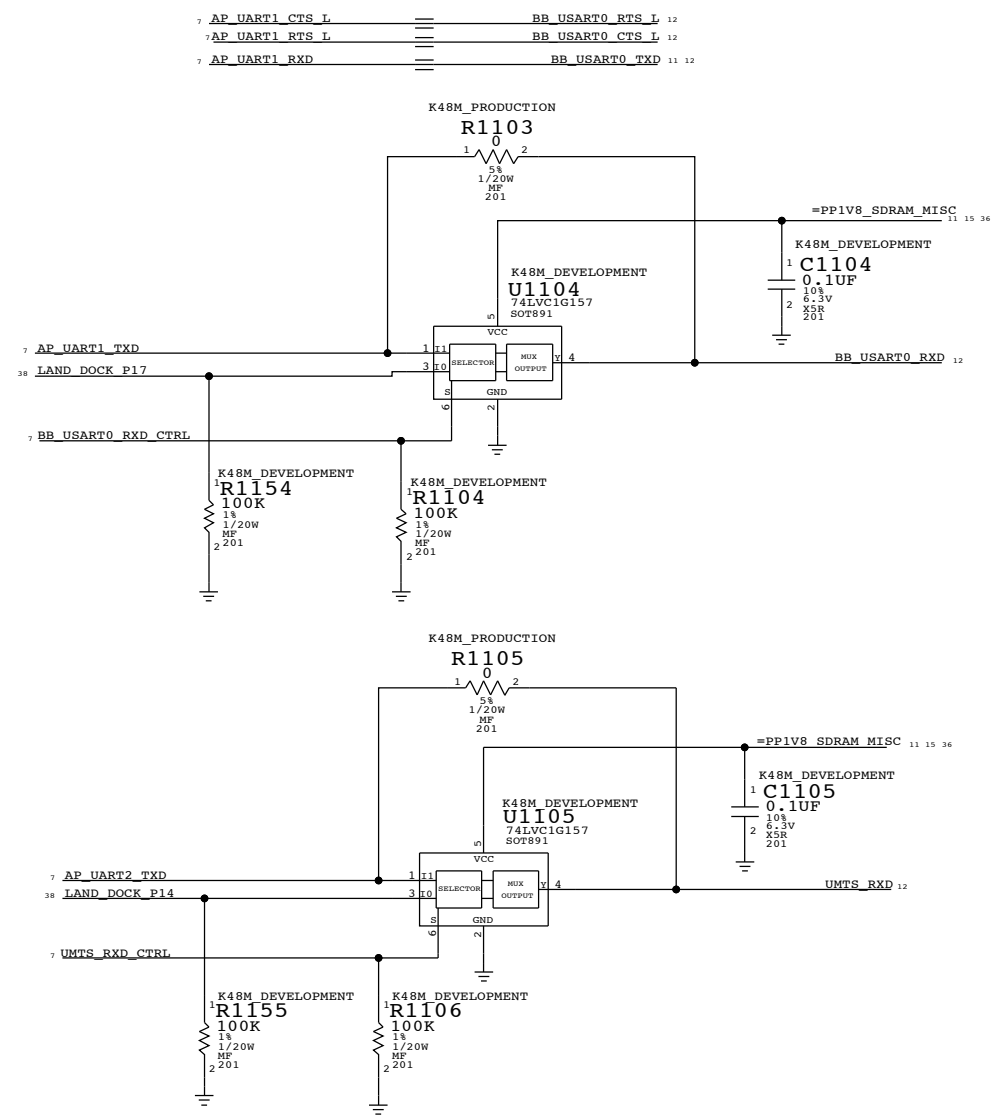 7 AP_UART1_CTS_L BB_USART0_RTS_L 12
7 AP_UART1_RTS_L BB_USART0_CTS_L 12
7 AP_UART1_RXD BB_USART0_TXD 11 12
K48M_PRODUCTION
R1103
0
1 2
5%
1/20W
MF
201
=PP1V8_SDRAM_MISC 11 15 36
K48M_DEVELOPMENT
1 C1104
0.1UF
10%
2 6.3V
X5R
201
K48M_DEVELOPMENT
U1104
74LVC1G157
SOT891
5
VCC
7 AP_UART1_TXD 1 I1
SELECTOR
MUX
OUTPUT
Y 4 BB_USART0_RXD 12
38 LAND_DOCK_P17 3 I0
S GND
6 2
7 BB_USART0_RXD_CTRL
K48M_DEVELOPMENT
1 R1154
100K
1%
1/20W
MF
2 201
K48M_DEVELOPMENT
1 R1104
100K
1%
1/20W
MF
2 201
K48M_PRODUCTION
R1105
0
1 2
5%
1/20W
MF
201
=PP1V8_SDRAM_MISC 11 15 36
K48M_DEVELOPMENT
1 C1105
0.1UF
10%
2 6.3V
X5R
201
K48M_DEVELOPMENT
U1105
74LVC1G157
SOT891
5
VCC
7 AP_UART2_TXD 1 I1
SELECTOR
MUX
OUTPUT
Y 4 UMTS_RXD 12
38 LAND_DOCK_P14 3 I0
S GND
6 2
7 UMTS_RXD_CTRL
K48M_DEVELOPMENT
1 R1155
100K
1%
1/20W
MF
2 201
K48M_DEVELOPMENT
1 R1106
100K
1%
1/20W
MF
2 201